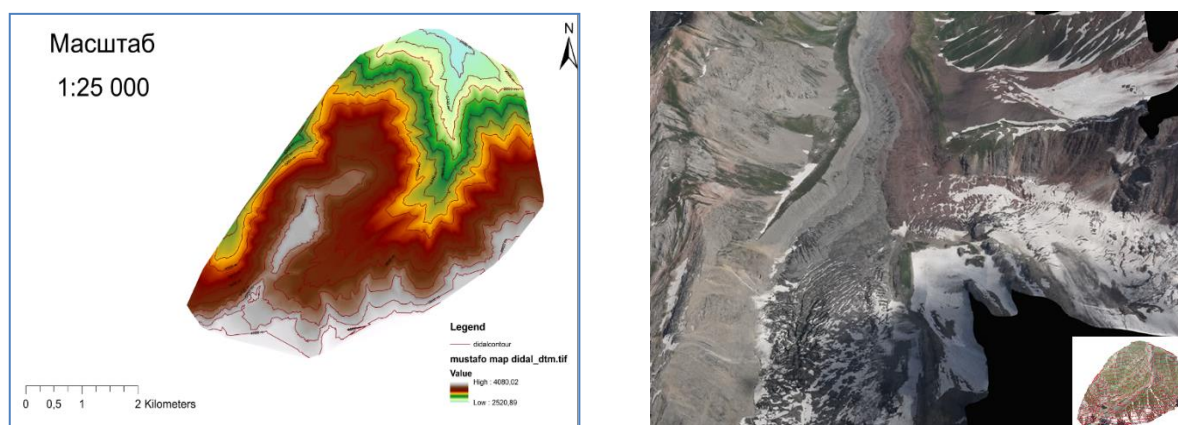 Масштаб
1:25 000
N
Legend
didalcontour
mustafo map didal_dtm.tif
Value
High : 4080,02
Low : 2520,89
0 0,5 1 2 Kilometers